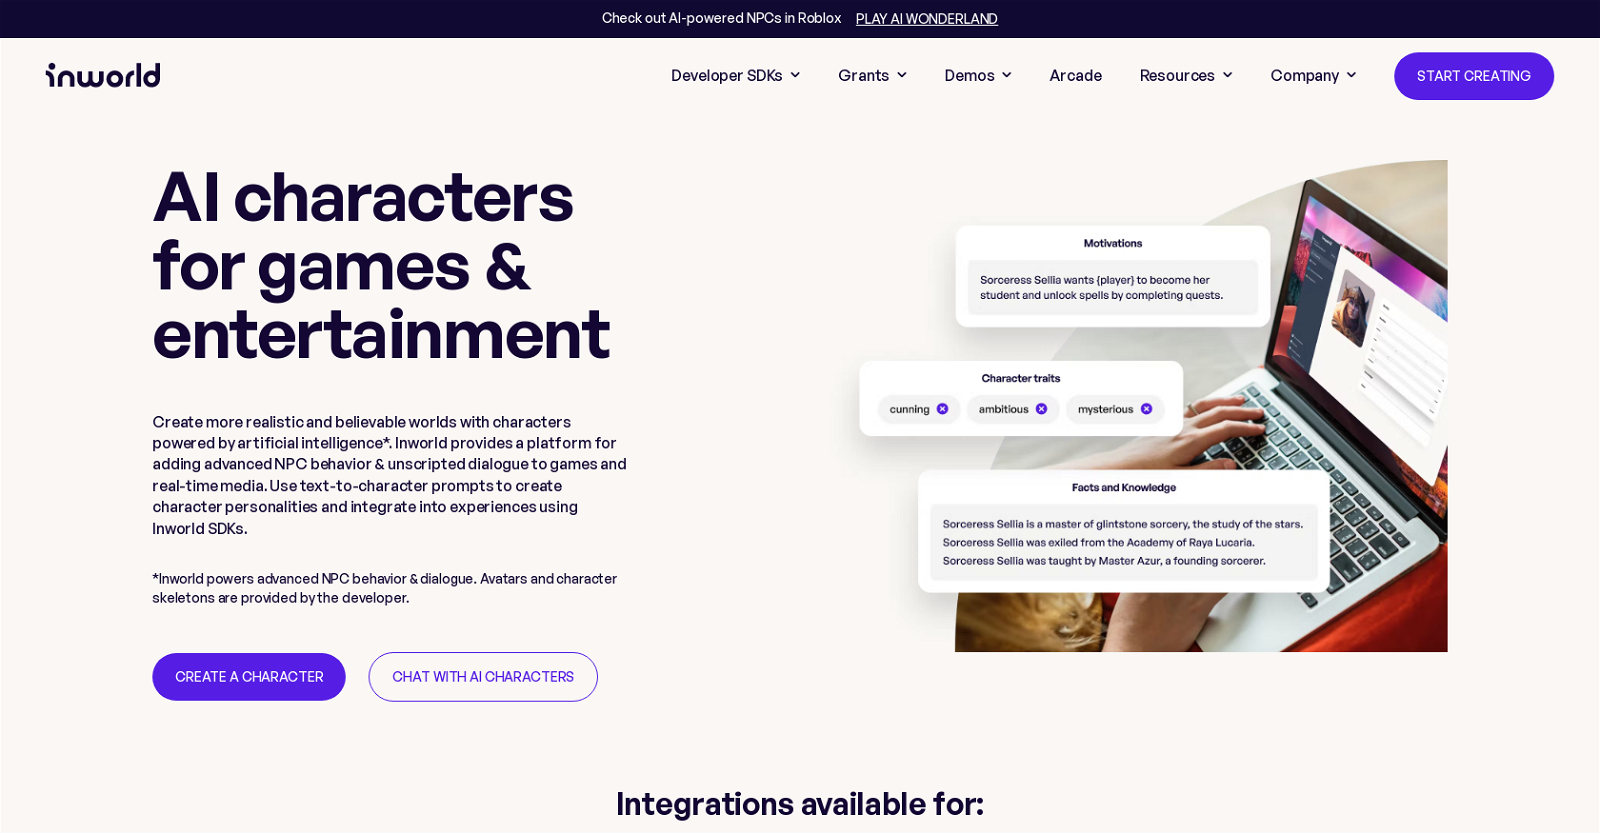 Check out AI-powered NPCs in Roblox PLAY AI WONDERLAND
inworld
Developer SDKs Grants Demos Arcade Resources Company START CREATING
AI characters
for games &
entertainment
Create more realistic and believable worlds with characters
powered by artificial intelligence*. Inworld provides a platform for
adding advanced NPC behavior & unscripted dialogue to games and
real-time media. Use text-to-character prompts to create
character personalities and integrate into experiences using
Inworld SDKs.
*Inworld powers advanced NPC behavior & dialogue. Avatars and character
skeletons are provided by the developer.
CREATE A CHARACTER CHAT WITH AI CHARACTERS
Motivations
Sorceress Sellia wants {player} to become her
student and unlock spells by completing quests.
Character traits
cunning ambitious mysterious
Facts and Knowledge
Sorceress Sellia is a master of glintstone sorcery, the study of the stars.
Sorceress Sellia was exiled from the Academy of Raya Lucaria.
Sorceress Sellia was taught by Master Azur, a founding sorcerer.
Integrations available for: